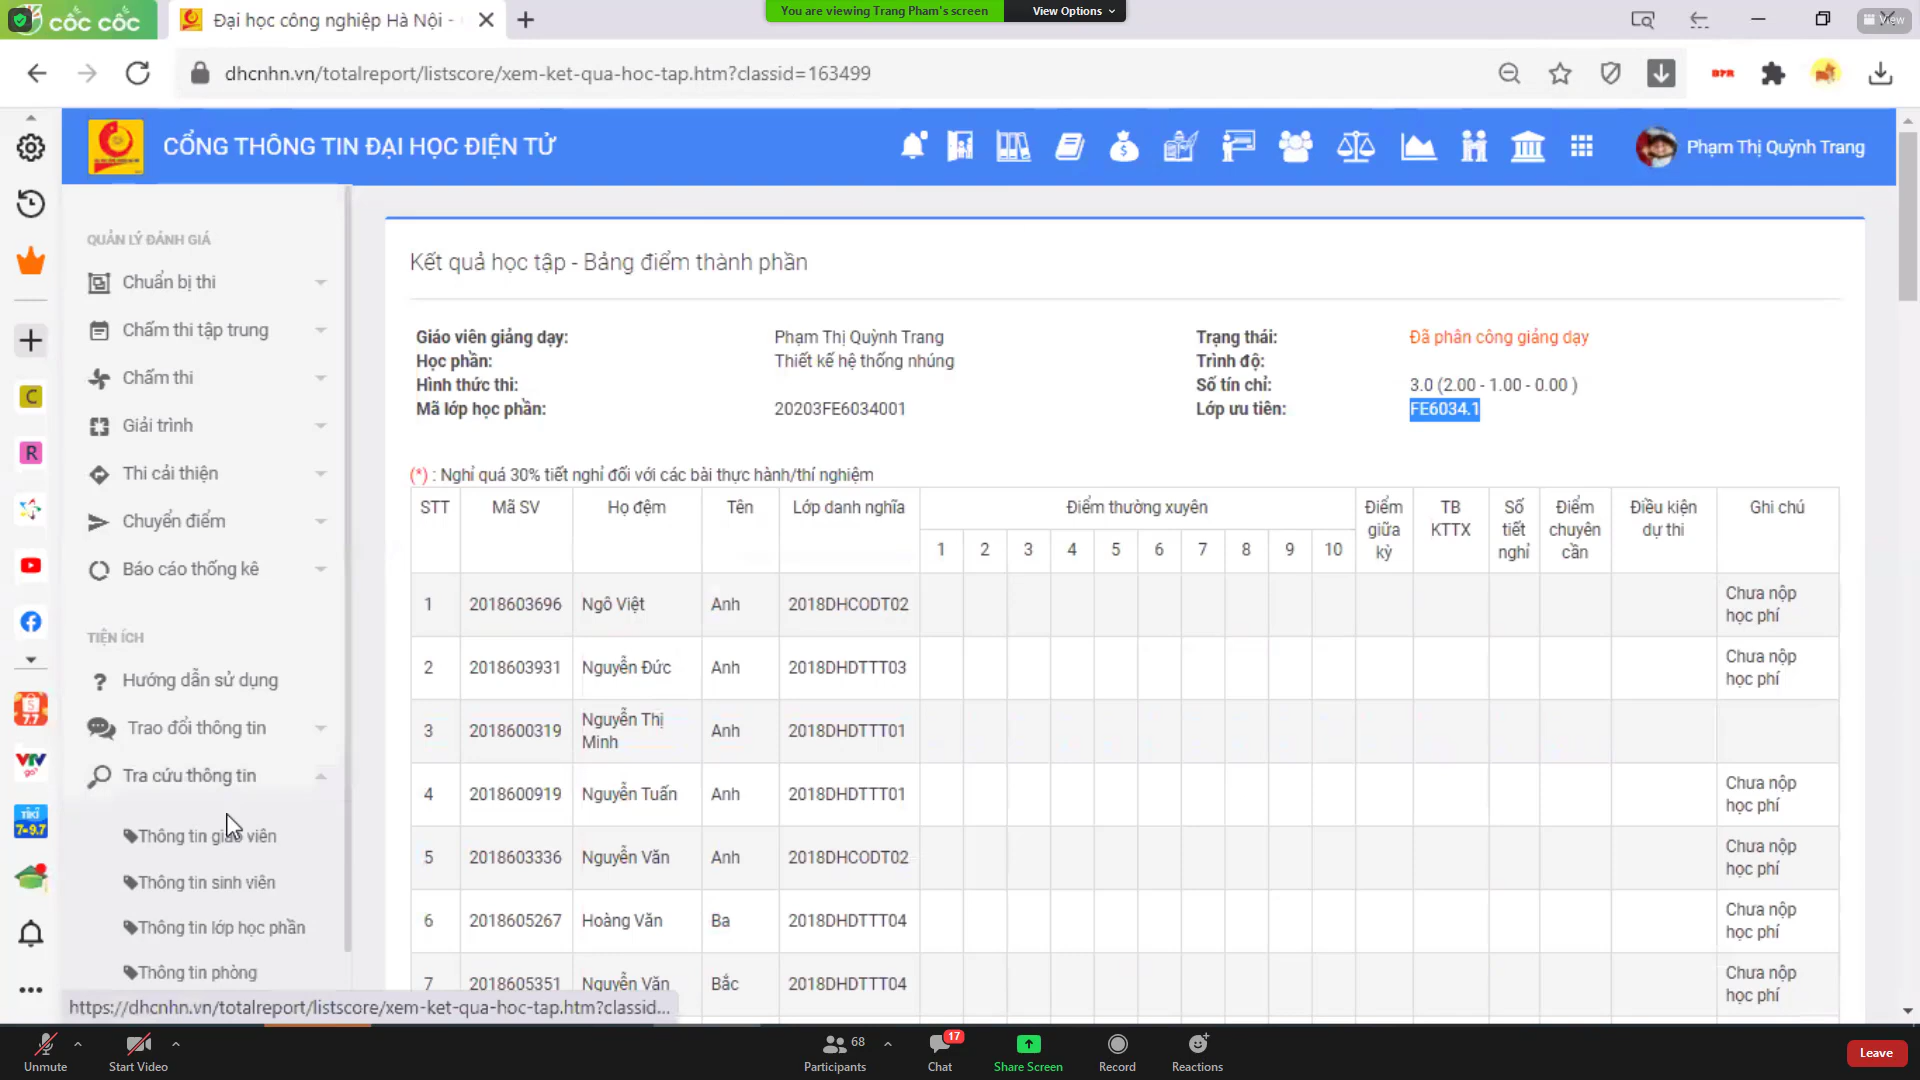 cốc cốc
Đại học công nghiệp Hà Nội -
You are viewing Trang Pham's screen
View Options
View
dhcnhn.vn/totalreport/listscore/xem-ket-qua-hoc-tap.htm?classid=163499
CỔNG THÔNG TIN ĐẠI HỌC ĐIỆN TỬ
Phạm Thị Quỳnh Trang
QUẢN LÝ ĐÁNH GIÁ
Chuẩn bị thi
Chấm thi tập trung
Chấm thi
Giải trình
Thi cải thiện
Chuyển điểm
Báo cáo thống kê
TIỆN ÍCH
Hướng dẫn sử dụng
Trao đổi thông tin
Tra cứu thông tin
Thông tin giáo viên
Thông tin sinh viên
Thông tin lớp học phần
Thông tin phòng
C
R
Kết quả học tập - Bảng điểm thành phần
Giáo viên giảng dạy: Phạm Thị Quỳnh Trang Trạng thái: Đã phân công giảng dạy
Học phần: Thiết kế hệ thống nhúng Trình độ:
Hình thức thi: Số tín chỉ: 3.0 (2.00 - 1.00 - 0.00 )
Mã lớp học phần: 20203FE6034001 Lớp ưu tiên: FE6034.1
(*) : Nghỉ quá 30% tiết nghỉ đối với các bài thực hành/thí nghiệm
STT Mã SV Họ đệm Tên Lớp danh nghĩa Điểm thường xuyên Điểm giữa kỳ TB KTTX Số tiết nghỉ Điểm chuyên cần Điều kiện dự thi Ghi chú
1 2 3 4 5 6 7 8 9 10
1 2018603696 Ngô Việt Anh 2018DHCODT02 Chưa nộp học phí
2 2018603931 Nguyễn Đức Anh 2018DHDTTT03 Chưa nộp học phí
3 2018600319 Nguyễn Thị Minh Anh 2018DHDTTT01
4 2018600919 Nguyễn Tuấn Anh 2018DHDTTT01 Chưa nộp học phí
5 2018603336 Nguyễn Văn Anh 2018DHCODT02 Chưa nộp học phí
6 2018605267 Hoàng Văn Ba 2018DHDTTT04 Chưa nộp học phí
7 2018605351 Nguyễn Văn Bắc 2018DHDTTT04 Chưa nộp học phí
https://dhcnhn.vn/totalreport/listscore/xem-ket-qua-hoc-tap.htm?classid...
Unmute
Start Video
68
Participants
17
Chat
Share Screen
Record
Reactions
Leave